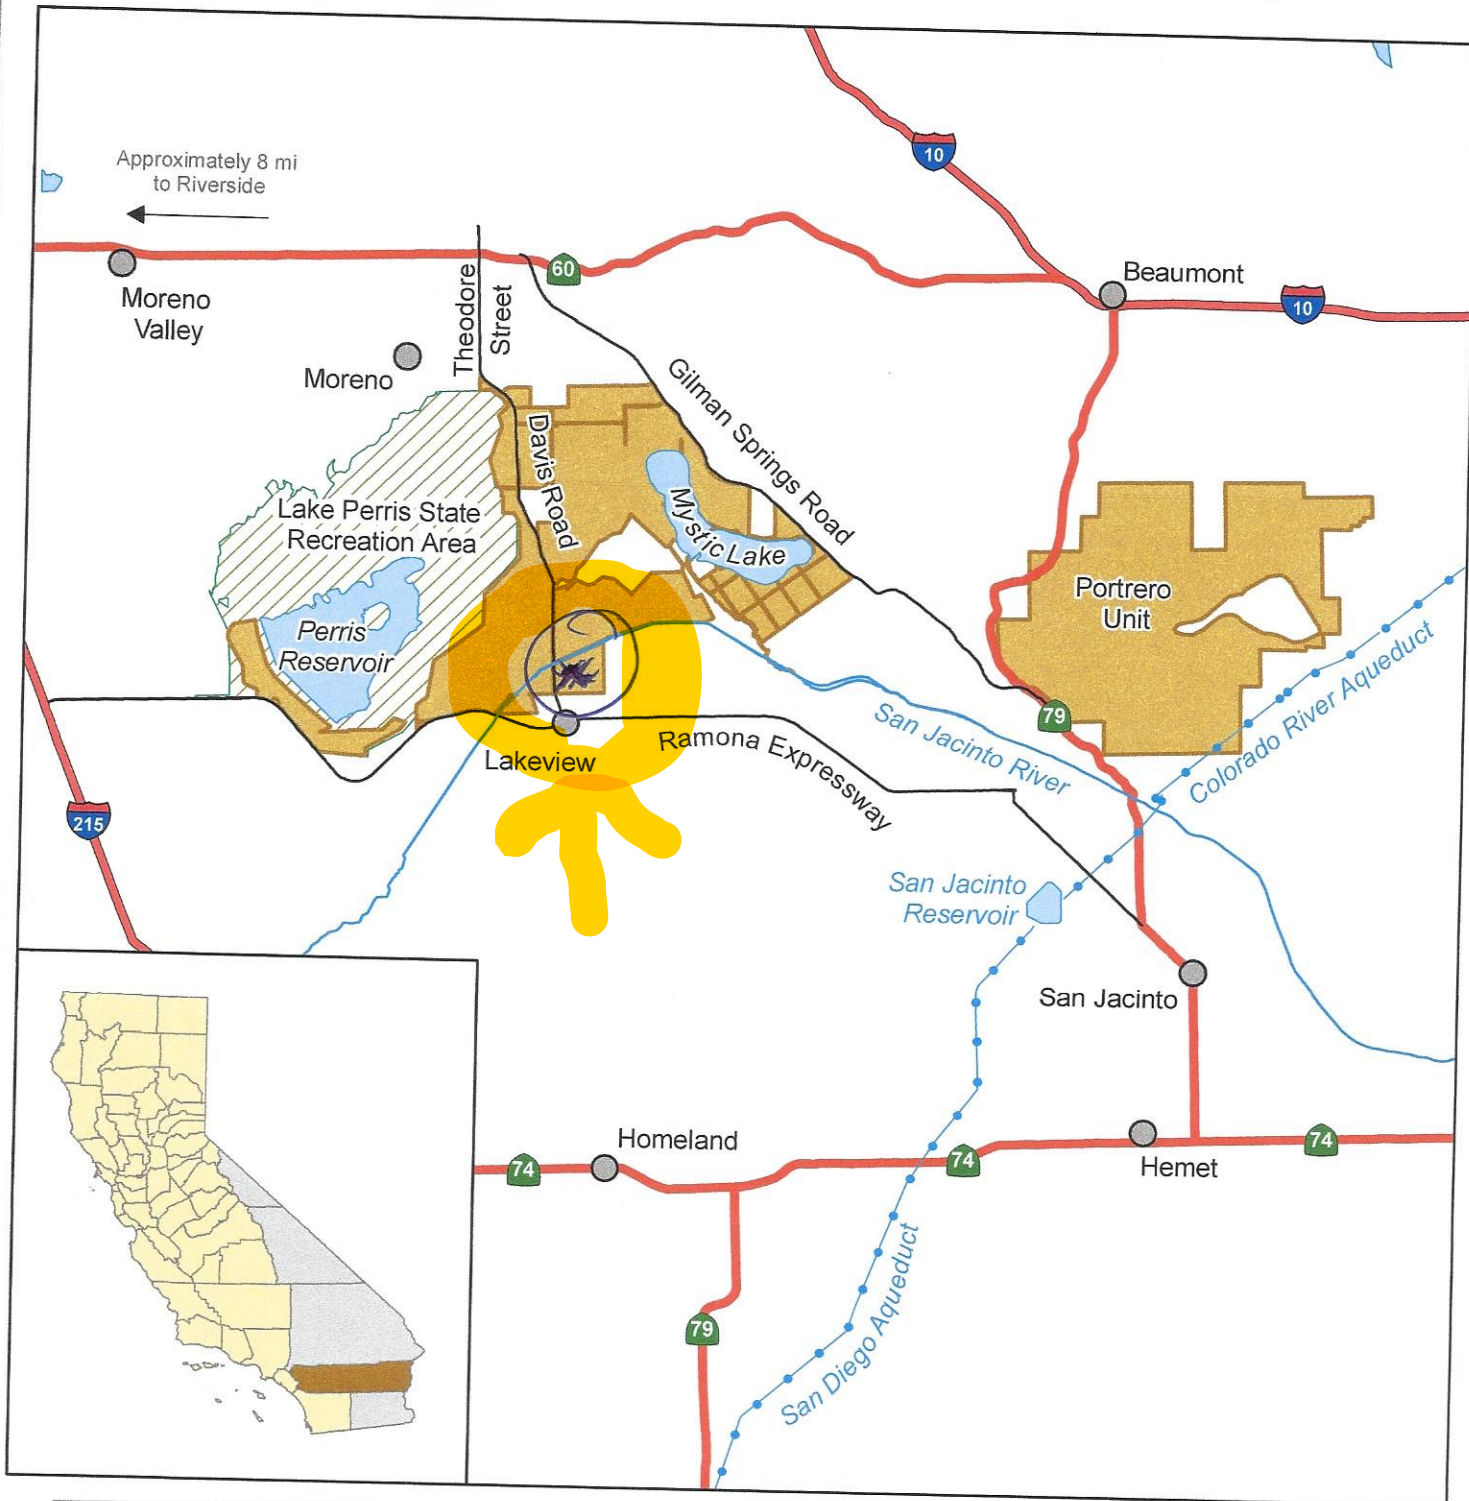 Approximately 8 mi
to Riverside
10
60
Beaumont
10
Moreno
Valley
Theodore
Street
Moreno
Gilman Springs Road
Davis Road
Lake Perris State
Recreation Area
Mystic Lake
Portrero
Unit
Perris
Reservoir
79
Colorado River Aqueduct
San Jacinto River
Ramona Expressway
Lakeview
215
San Jacinto
Reservoir
San Jacinto
Homeland
74
74
74
Hemet
79
San Diego Aqueduct